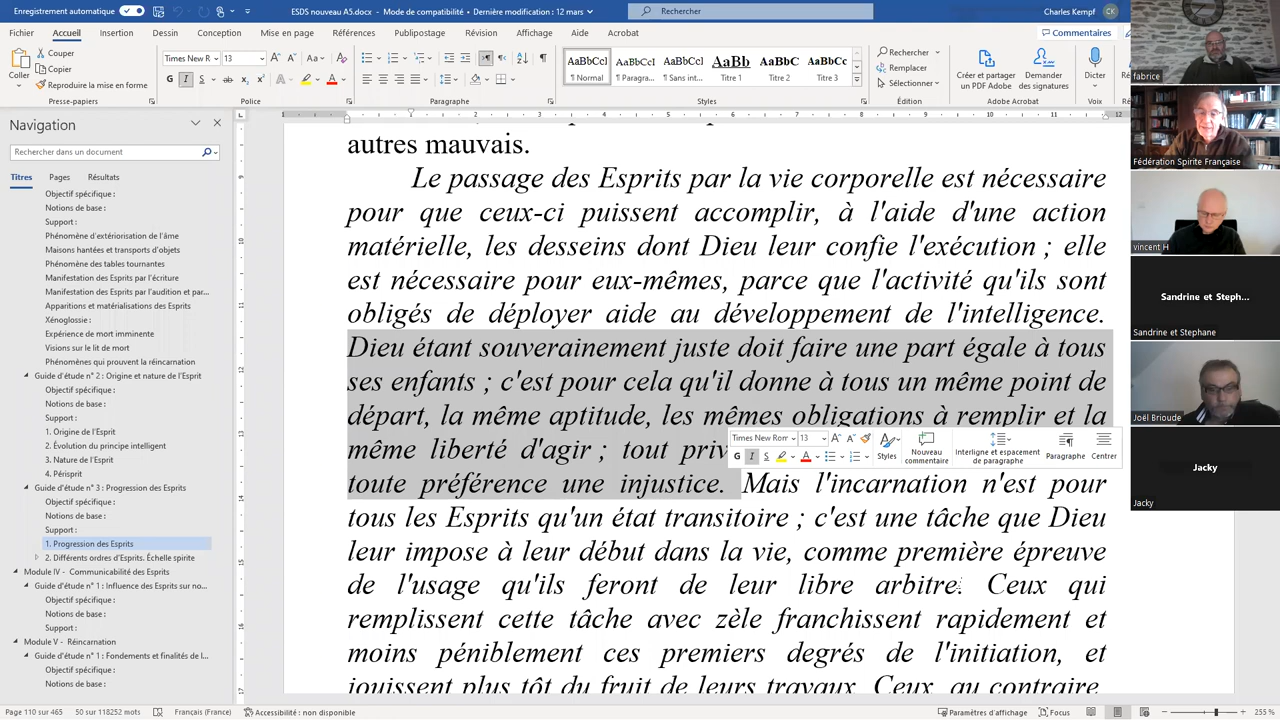 Enregistrement automatique
ESDS nouveau A5.docx - Mode de compatibilité • Dernière modification : 12 mars
Rechercher
Charles Kempf
CK
Fichier Accueil Insertion Dessin Conception Mise en page Références Publipostage Révision Affichage Aide Acrobat
Commentaires
Coller
Couper
Copier
Reproduire la mise en forme
Presse-papiers
Times New Ro
13
Police
Paragraphe
AaBbCcI AaBbCcI AaBbCcI AaBb AaBbC AaBbCc
¶ Normal ¶ Paragra... ¶ Sans int... Titre 1 Titre 2 Titre 3
Styles
Rechercher
Remplacer
Sélectionner
Édition
Créer et partager
un PDF Adobe
Demander
des signatures
Adobe Acrobat
Dicter
Voix
Navigation
Rechercher dans un document
Titres Pages Résultats
Objectif spécifique :
Notions de base :
Support :
Phénomène d'extériorisation de l'âme
Maisons hantées et transports d'objets
Phénomène des tables tournantes
Manifestation des Esprits par l'écriture
Manifestation des Esprits par l'audition et par...
Apparitions et matérialisations des Esprits
Xénoglossie :
Expérience de mort imminente
Visions sur le lit de mort
Phénomènes qui prouvent la réincarnation
Guide d'étude n° 2 : Origine et nature de l'Esprit
Objectif spécifique :
Notions de base :
Support :
1. Origine de l'Esprit
2. Évolution du principe intelligent
3. Nature de l'Esprit
4. Périsprit
Guide d'étude n° 3 : Progression des Esprits
Objectif spécifique :
Notions de base :
Support :
1. Progression des Esprits
2. Différents ordres d'Esprits. Échelle spirite
Module IV - Communicabilité des Esprits
Guide d'étude n° 1 : Influence des Esprits sur no...
Objectif spécifique :
Notions de base :
Support :
Module V - Réincarnation
Guide d'étude n° 1 : Fondements et finalités de l...
Objectif spécifique :
Notions de base :
autres mauvais.
Le passage des Esprits par la vie corporelle est nécessaire
pour que ceux-ci puissent accomplir, à l'aide d'une action
matérielle, les desseins dont Dieu leur confie l'exécution ; elle
est nécessaire pour eux-mêmes, parce que l'activité qu'ils sont
obligés de déployer aide au développement de l'intelligence.
Dieu étant souverainement juste doit faire une part égale à tous
ses enfants ; c'est pour cela qu'il donne à tous un même point de
départ, la même aptitude, les mêmes obligations à remplir et la
même liberté d'agir ; tout priv
toute préférence une injustice. Mais l'incarnation n'est pour
tous les Esprits qu'un état transitoire ; c'est une tâche que Dieu
leur impose à leur début dans la vie, comme première épreuve
de l'usage qu'ils feront de leur libre arbitre. Ceux qui
remplissent cette tâche avec zèle franchissent rapidement et
moins péniblement ces premiers degrés de l'initiation, et
jouissent plus tôt du fruit de leurs travaux. Ceux, au contraire,
Times New Rom
13
Styles
Nouveau
commentaire
Interligne et espacement
de paragraphe
Paragraphe
Centrer
fabrice
Fédération Spirite Française
vincent H
Sandrine et Steph...
Sandrine et Stephane
Joël Brioude
Jacky
Jacky
Page 110 sur 465
50 sur 118252 mots
Français (France)
Accessibilité : non disponible
Paramètres d'affichage
Focus
255 %